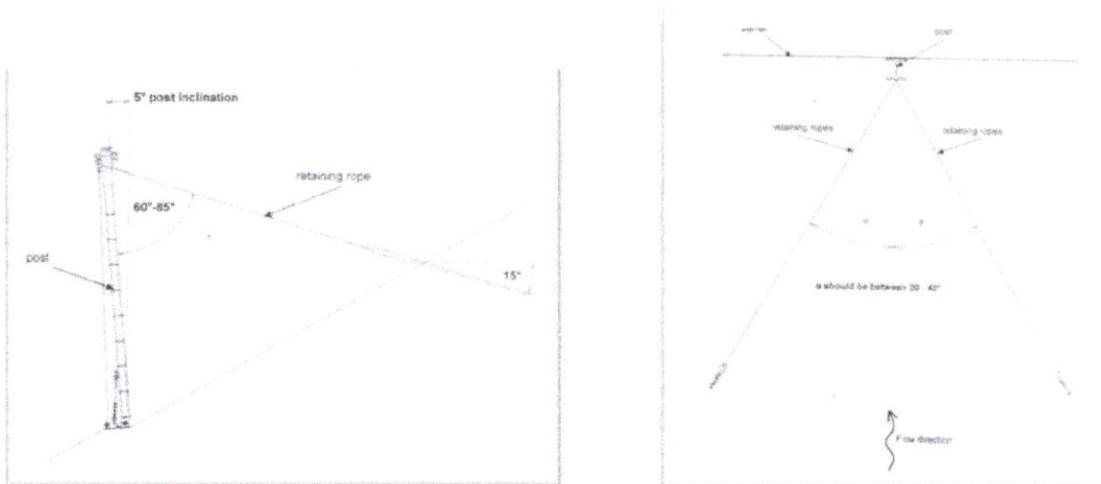 5° post inclination
retaining rope
60°-85°
post
15°
post
retaining ropes
retaining ropes
α should be between 20 - 40°
Flow direction